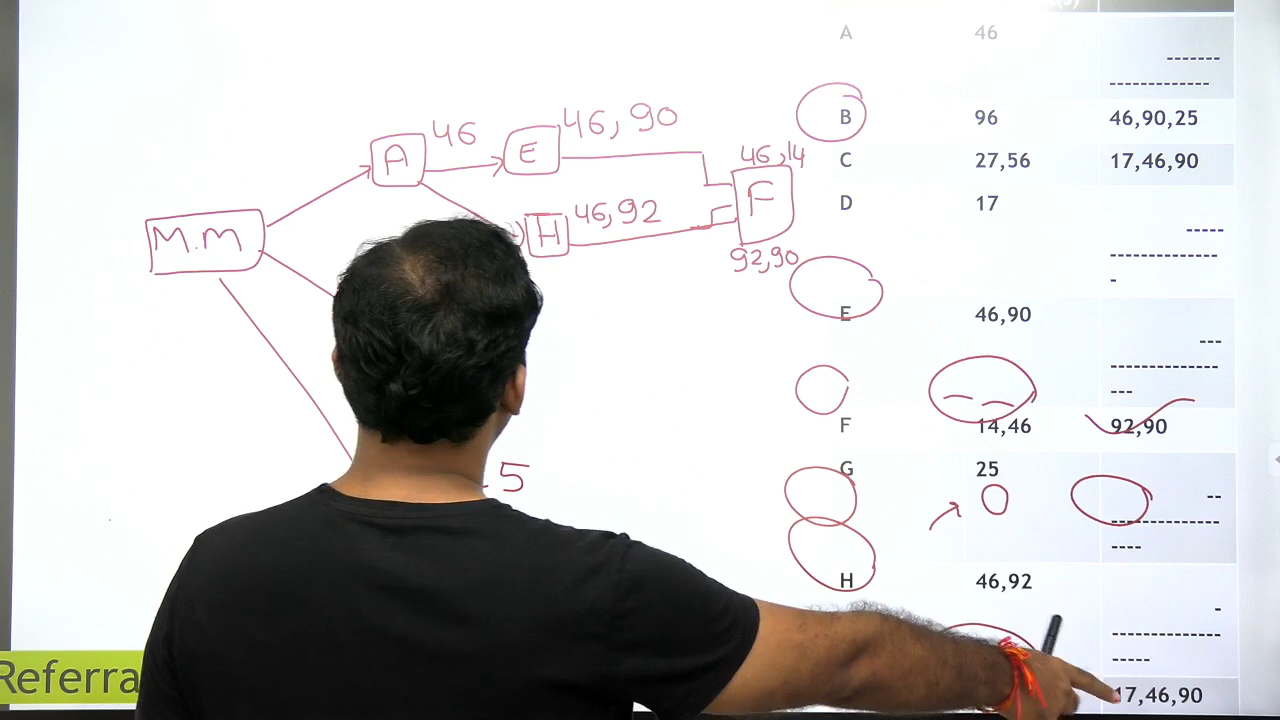 A 46
-------
-------------
B 96 46,90,25
C 27,56 17,46,90
D 17
-----
--------------
-
E 46,90
---
--------------
---
F 14,46 92,90
G 25
--
--------------
----
H 46,92
-
--------------
-----
17,46,90
M.M
A 46
E 46,90
H 46,92
46,14
F
92,90
5
Referra